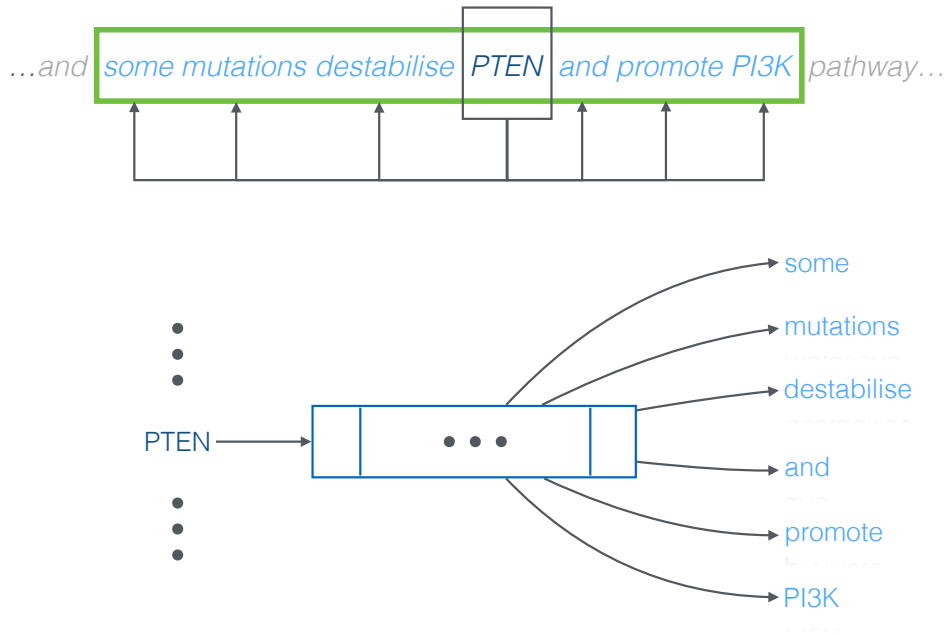 …and some mutations destabilise PTEN and promote PI3K pathway…
some
mutations
destabilise
PTEN
and
promote
PI3K